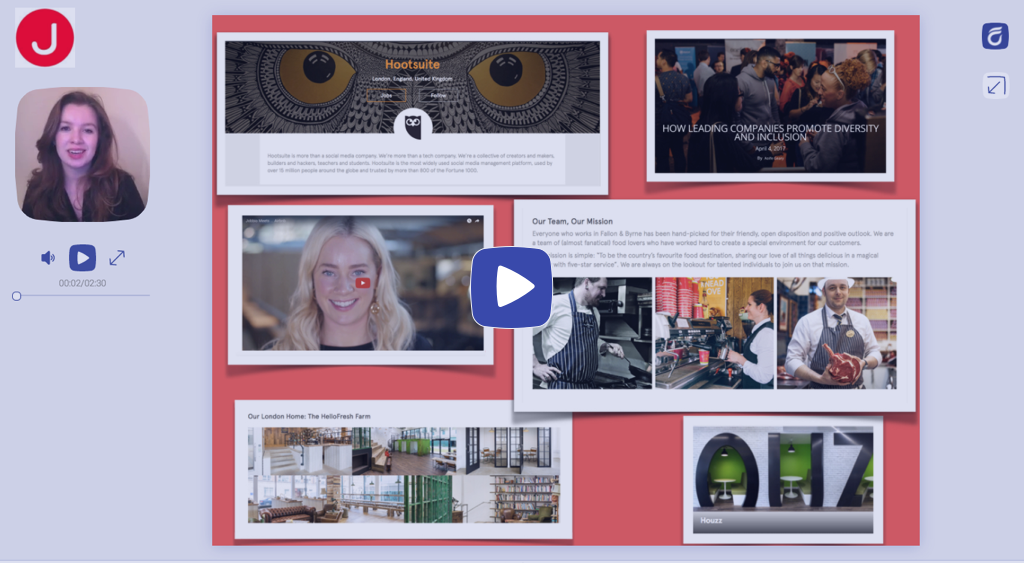 J
00:02/02:30
Hootsuite
London, England, United Kingdom
Jobs
Follow
Hootsuite is more than a social media company. We're more than a tech company. We're a collective of creators and makers,
builders and hackers, teachers and students. Hootsuite is the most widely used social media management platform, used by
over 15 million people around the globe and trusted by more than 800 of the Fortune 1000.
HOW LEADING COMPANIES PROMOTE DIVERSITY
AND INCLUSION
April 4, 2017
By
Our Team, Our Mission
Everyone who works in Fallon & Byrne has been hand-picked for their friendly, open disposition and positive outlook. We are
a team of (almost fanatical) food lovers who have worked hard to create a special environment for our customers.
ission is simple: "To be the country's favourite food destination, sharing our love of all things delicious in a magical
with five-star service". We are always on the lookout for talented individuals to join us on that mission.
Our London Home: The HelloFresh Farm
OUZ
Houzz